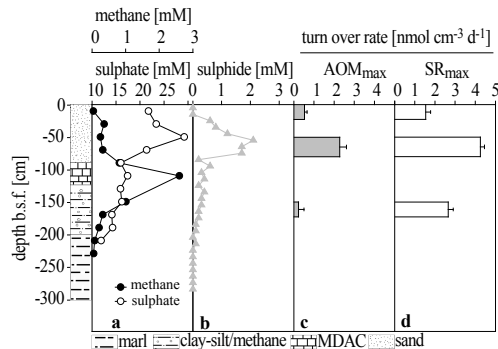 methane [mM]
0 1 2 3
turn over rate [nmol cm-3 d-1]
sulphate [mM] sulphide [mM] AOMmax SRmax
10 15 22 28 0 1 2 3 0 1 2 3 4 0 1 2 3 4 5
0
-50
-100
-150
-200
-250
-300
depth b.s.f. [cm]
methane
sulphate
a b c d
marl clay-silt/methane MDAC sand